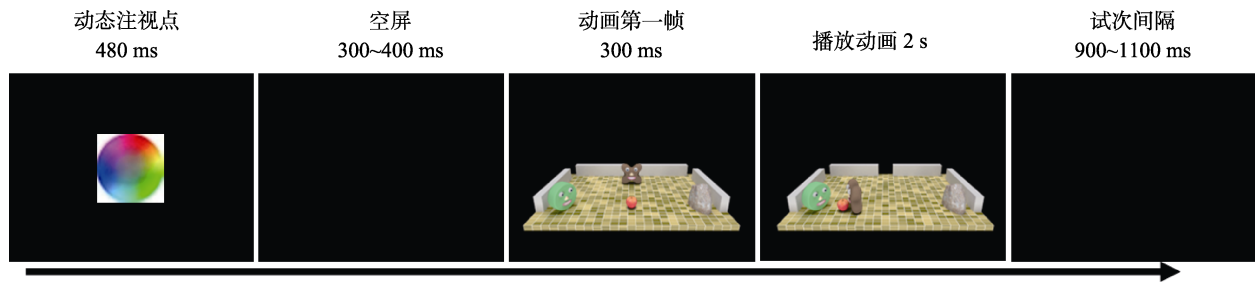 动态注视点
480 ms
空屏
300~400 ms
动画第一帧
300 ms
播放动画 2 s
试次间隔
900~1100 ms